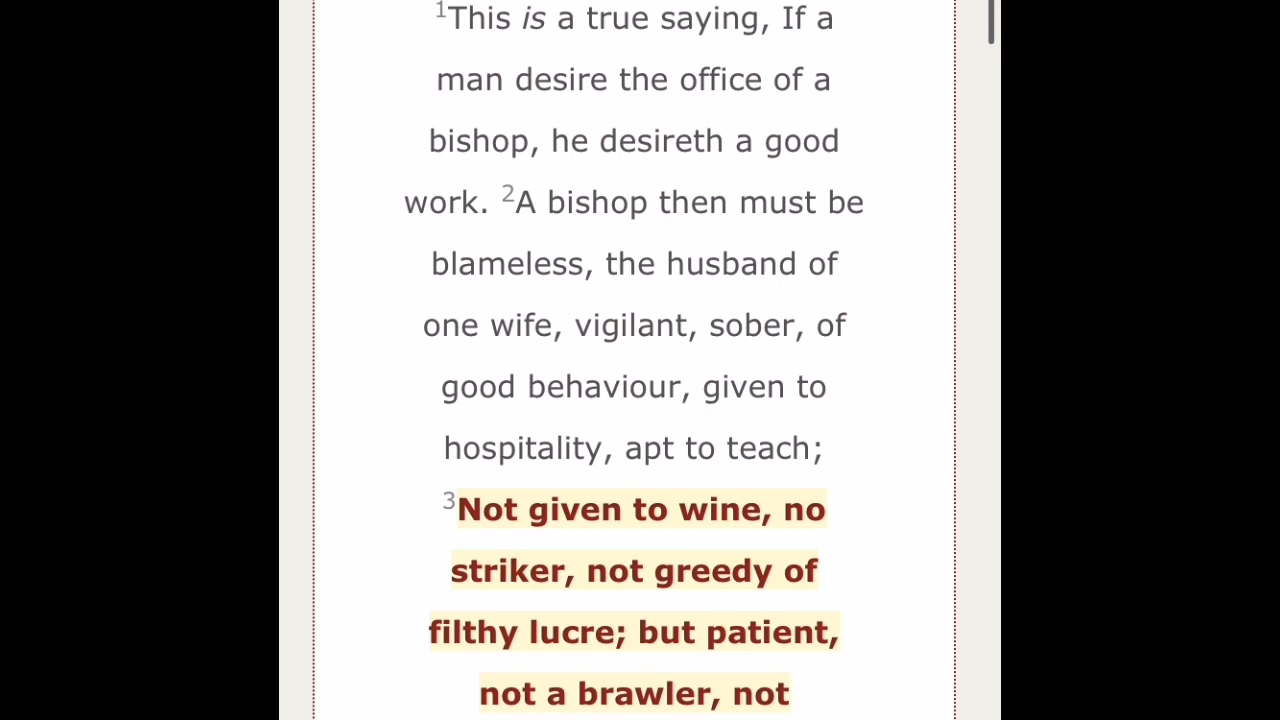 1This is a true saying, If a
man desire the office of a
bishop, he desireth a good
work. 2A bishop then must be
blameless, the husband of
one wife, vigilant, sober, of
good behaviour, given to
hospitality, apt to teach;
3Not given to wine, no
striker, not greedy of
filthy lucre; but patient,
not a brawler, not